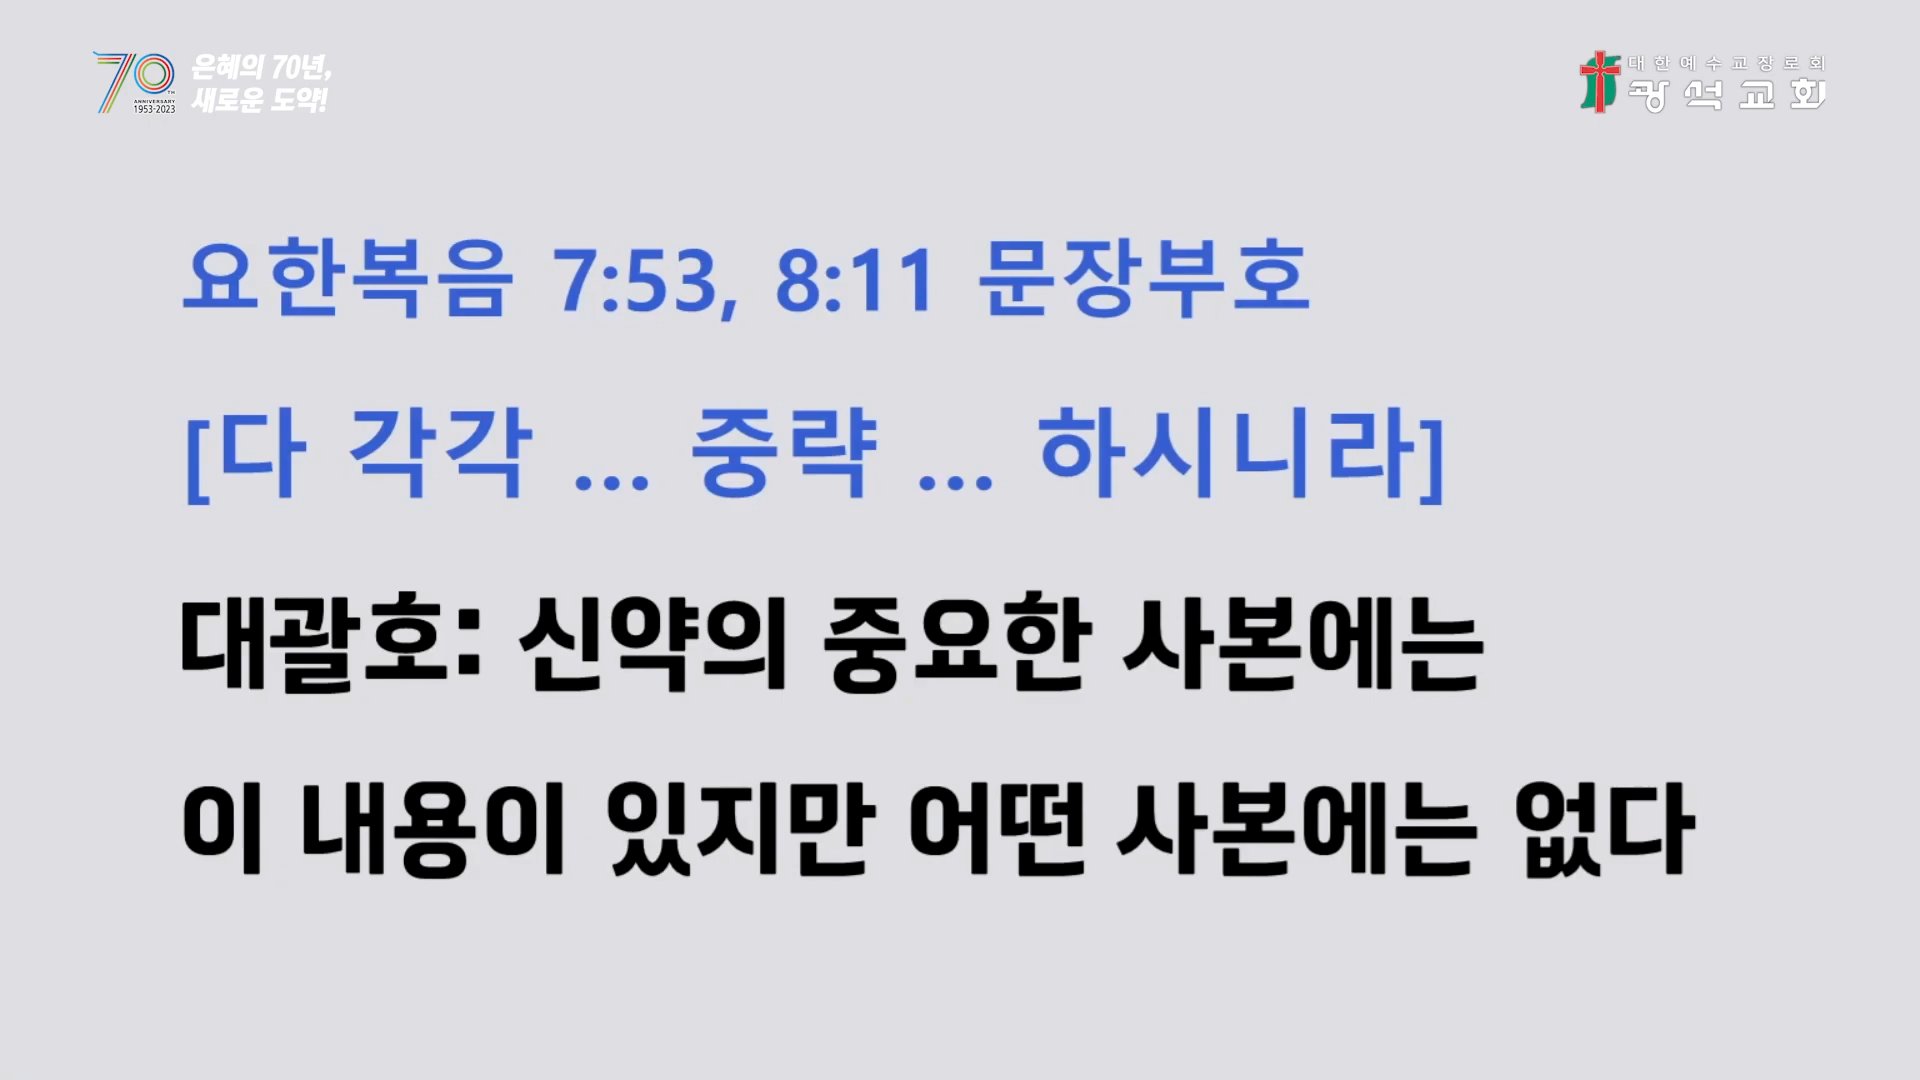 70TH
ANNIVERSARY
1953-2023
은혜의 70년,
새로운 도약!
대한예수교장로회
광석교회
요한복음 7:53, 8:11 문장부호
[다 각각 ... 중략 ... 하시니라]
대괄호: 신약의 중요한 사본에는
이 내용이 있지만 어떤 사본에는 없다